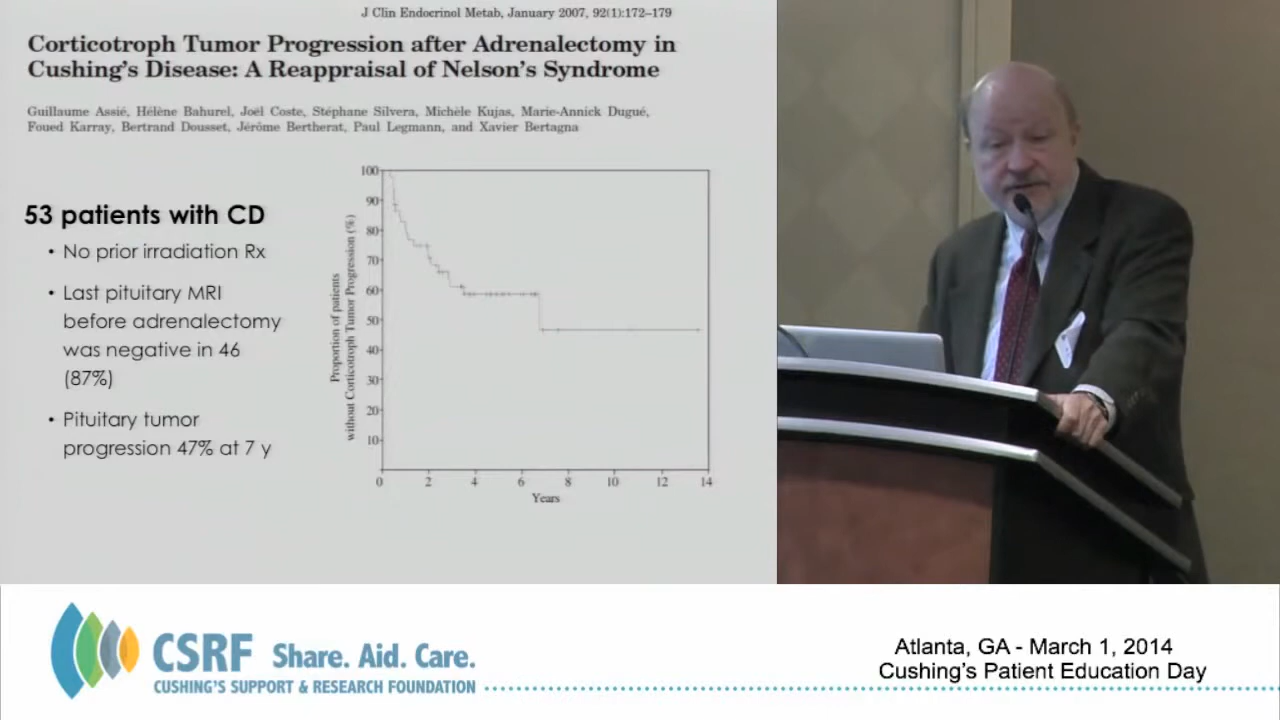 J Clin Endocrinol Metab, January 2007, 92(1):172–179
Corticotroph Tumor Progression after Adrenalectomy in
Cushing's Disease: A Reappraisal of Nelson's Syndrome
Guillaume Assié, Hélène Bahurel, Joël Coste, Stéphane Silvera, Michèle Kujas, Marie-Annick Dugué,
Foued Karray, Bertrand Dousset, Jérôme Bertherat, Paul Legmann, and Xavier Bertagna
53 patients with CD
• No prior irradiation Rx
• Last pituitary MRI
before adrenalectomy
was negative in 46
(87%)
• Pituitary tumor
progression 47% at 7 y
Proportion of patients
without Corticotroph Tumor Progression (%)
100
90
80
70
60
50
40
30
20
10
0 2 4 6 8 10 12 14
Years
CSRF Share. Aid. Care.
CUSHING'S SUPPORT & RESEARCH FOUNDATION
Atlanta, GA - March 1, 2014
Cushing's Patient Education Day